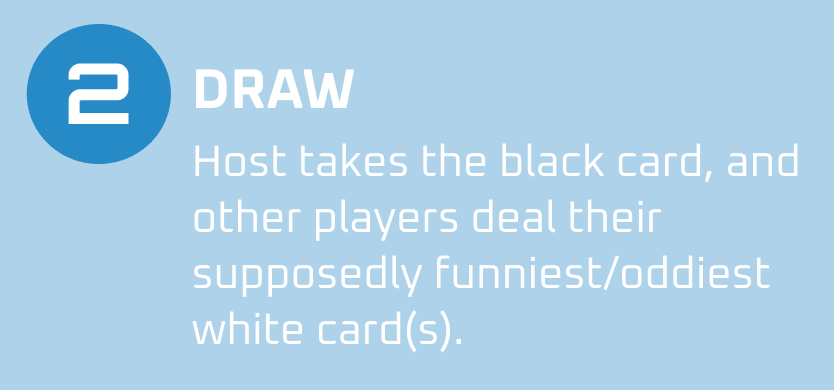 2
DRAW
Host takes the black card, and
other players deal their
supposedly funniest/oddiest
white card(s).